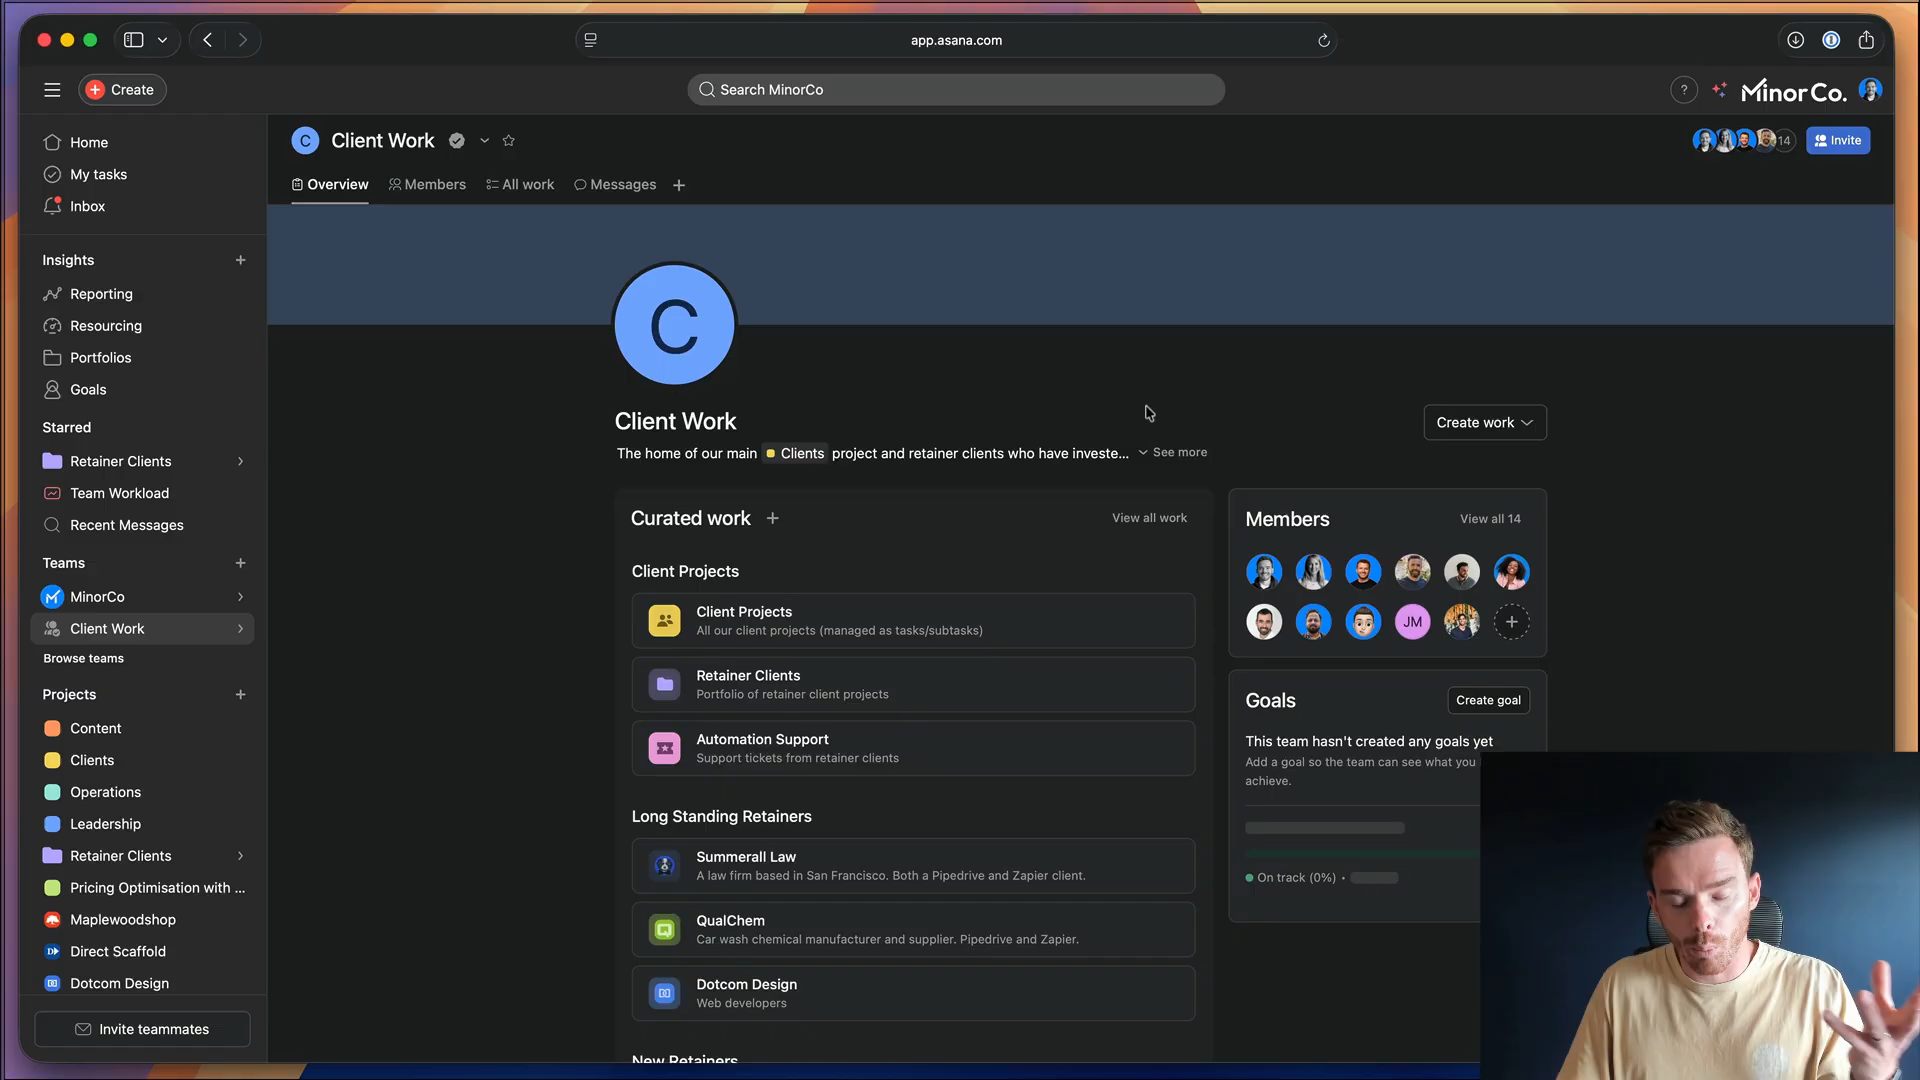 app.asana.com
Create
Search MinorCo
?
MinorCo.
Home
My tasks
Inbox
Insights
Reporting
Resourcing
Portfolios
Goals
Starred
Retainer Clients
Team Workload
Recent Messages
Teams
MinorCo
Client Work
Browse teams
Projects
Content
Clients
Operations
Leadership
Retainer Clients
Pricing Optimisation with ...
Maplewoodshop
Direct Scaffold
Dotcom Design
Invite teammates
C
Client Work
14
Invite
Overview
Members
All work
Messages
C
Client Work
Create work
The home of our main Clients project and retainer clients who have investe... See more
Curated work
View all work
Client Projects
Client Projects
All our client projects (managed as tasks/subtasks)
Retainer Clients
Portfolio of retainer client projects
Automation Support
Support tickets from retainer clients
Long Standing Retainers
Summerall Law
A law firm based in San Francisco. Both a Pipedrive and Zapier client.
QualChem
Car wash chemical manufacturer and supplier. Pipedrive and Zapier.
Dotcom Design
Web developers
New Retainers
Members
View all 14
JM
Goals
Create goal
This team hasn't created any goals yet
Add a goal so the team can see what you
achieve.
On track (0%) •